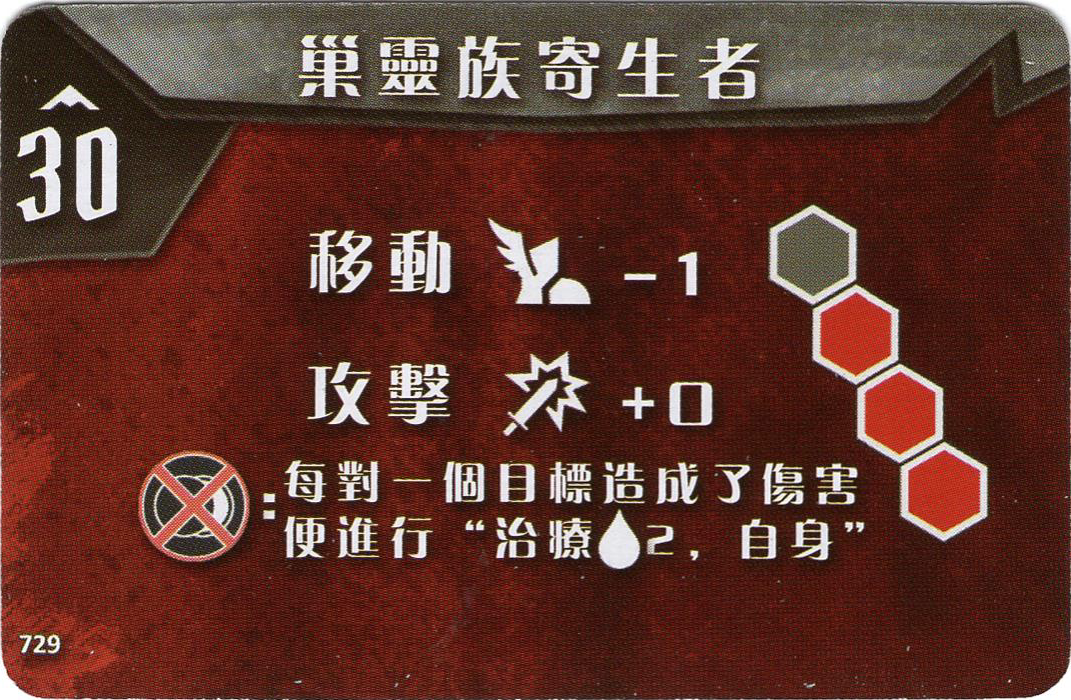 巢靈族寄生者
30
移動 -1
攻擊 +0
:每對一個目標造成了傷害
便進行“治療2,自身”
729